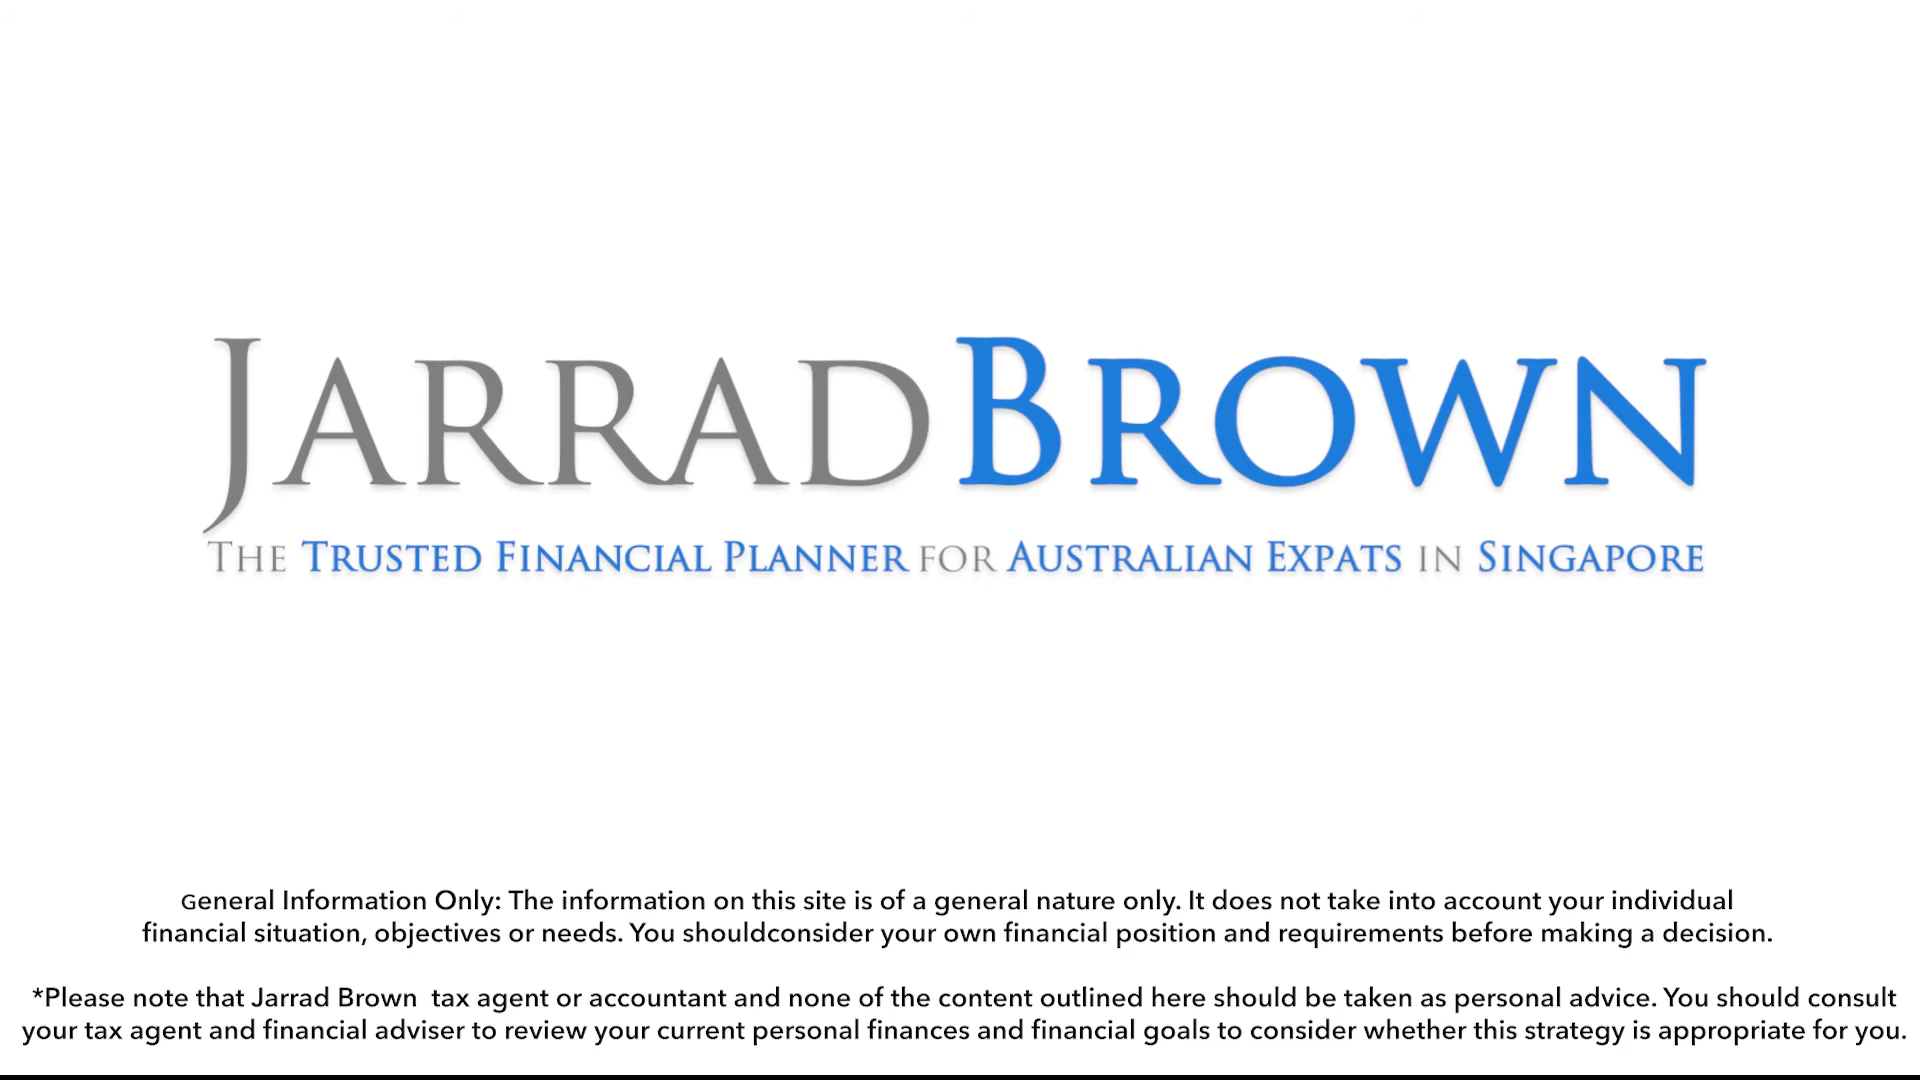 JARRADBROWN
THE TRUSTED FINANCIAL PLANNER FOR AUSTRALIAN EXPATS IN SINGAPORE
General Information Only: The information on this site is of a general nature only. It does not take into account your individual
financial situation, objectives or needs. You shouldconsider your own financial position and requirements before making a decision.
*Please note that Jarrad Brown  tax agent or accountant and none of the content outlined here should be taken as personal advice. You should consult
your tax agent and financial adviser to review your current personal finances and financial goals to consider whether this strategy is appropriate for you.